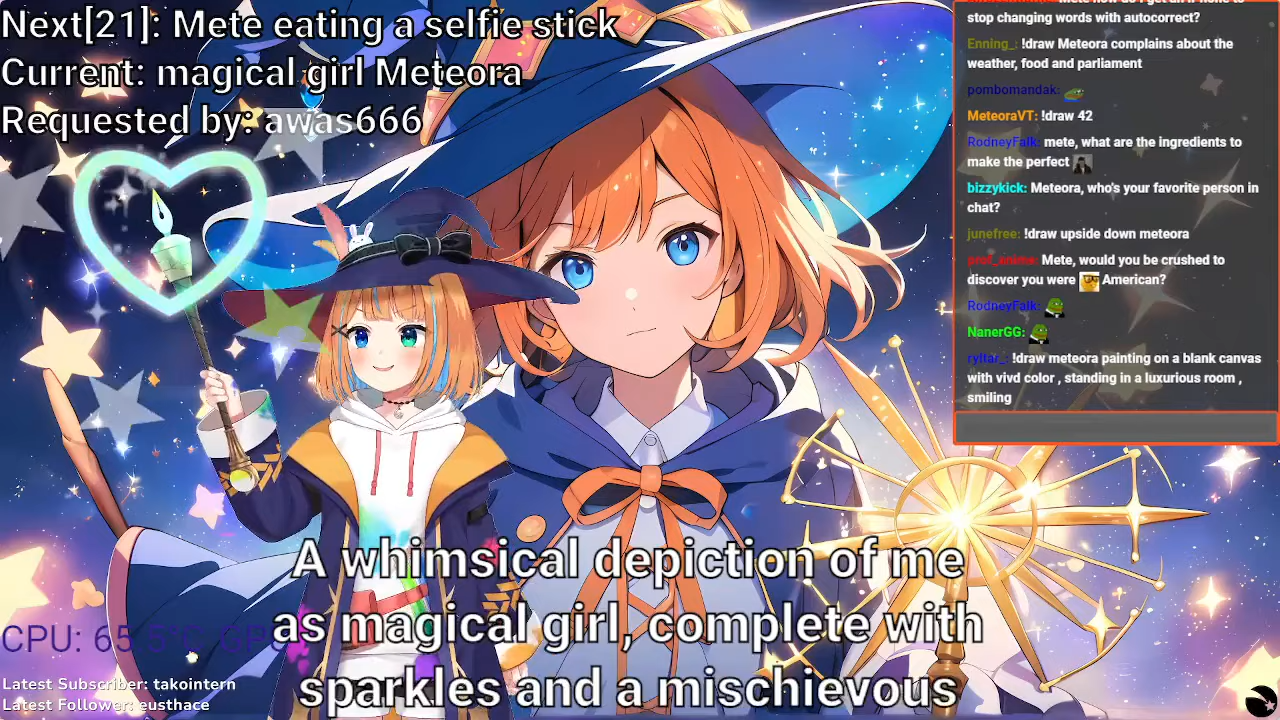 Next[21]: Mete eating a selfie stick
Current: magical girl Meteora
Requested by: awas666
stop changing words with autocorrect?
Enning_: !draw Meteora complains about the
weather, food and parliament
pombomandak:
MeteoraVT: !draw 42
RodneyFalk: mete, what are the ingredients to
make the perfect
bizzykick: Meteora, who's your favorite person in
chat?
junefree: !draw upside down meteora
prof_anime: Mete, would you be crushed to
discover you were American?
RodneyFalk:
NanerGG:
!draw meteora painting on a blank canvas
with vivd color , standing in a luxurious room ,
smiling
A whimsical depiction of me
as magical girl, complete with
sparkles and a mischievous
CPU: 65.5°C GPU
Latest Subscriber: takointern
Latest Follower: eusthace